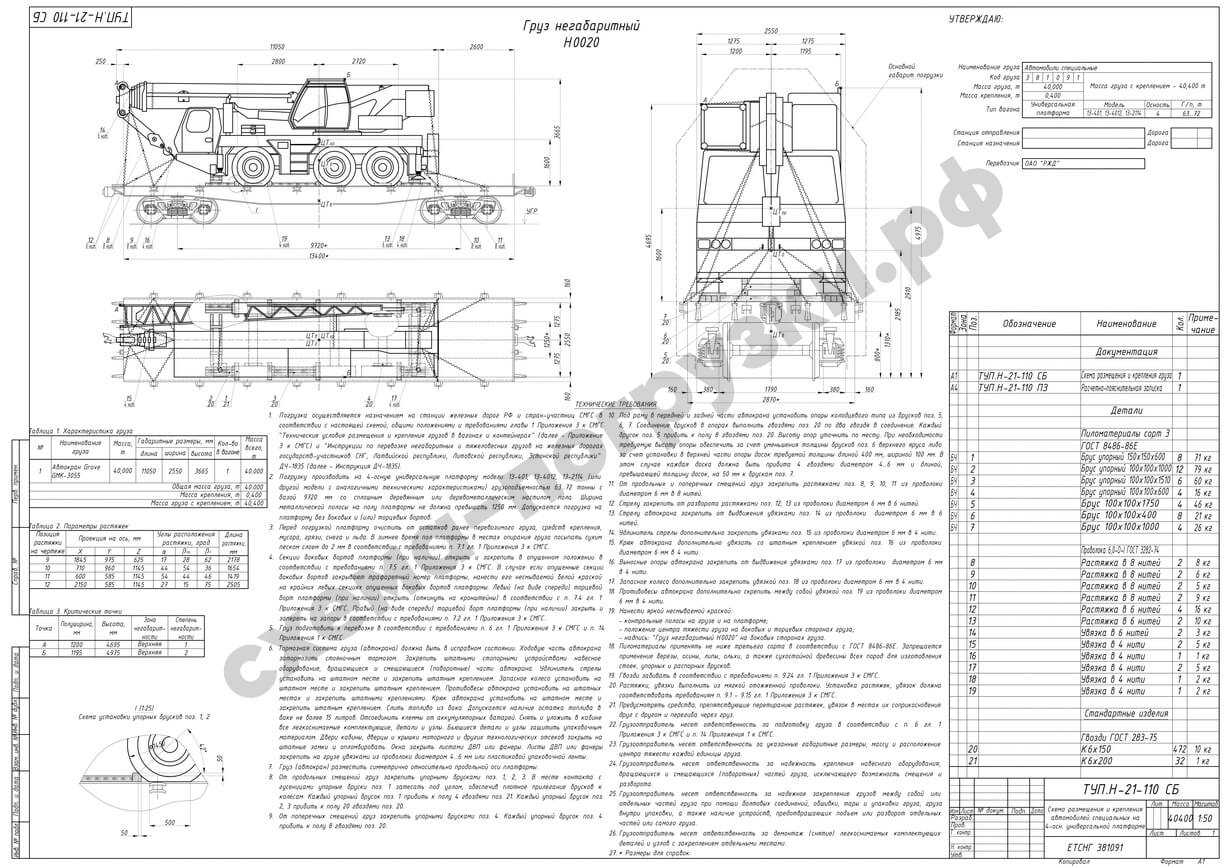 ТУП.Н-21-110 СБ
Груз негабаритный
Н0020
УТВЕРЖДАЮ:
Наименование груза Автомобили специальные
Код груза 3 8 1 0 9 1
Масса груза, т 40,000
Масса крепления, т 0,400
Масса груза с креплением - 40,400 т
Тип вагона Универсальная платформа
Модель Осность Г/п, т
13-401, 13-4012, 13-2114 4 63...72
Станция отправления Дорога
Станция назначения Дорога
Перевозчик ОАО "РЖД"
11050
2600
250
2800
2720
3665
1600
УГР
9720*
13400*
2550
1275 1275
1200 1195
Основной
габарит погрузки
4695
1600
4975
2910
2185
1310*
800*
160 380 1790 380 160
2870*
схемыпогрузки.рф
Таблица 1. Характеристика груза
№ Наименование груза Масса, т Габаритные размеры, мм Кол-во в вагоне Масса всего, т
длина ширина высота
1 Автокран Grove GMK-3055 40,000 11050 2550 3665 1 40.000
Общая масса груза, т 40,000
Масса крепления, т 0,400
Масса груза с креплением, т 40,400
Таблица 2. Параметры растяжек
Позиция растяжки на чертеже Проекция на ось, мм Углы расположения растяжки, град Длина растяжки, мм
X Y Z
9 1845 975 625 17 28 62 2178
10 710 960 1145 44 54 36 1654
11 600 585 1145 54 44 46 1419
12 2150 585 1145 27 15 75 2505
Таблица 3. Критические точки
Точка Полуширина, мм Высота, мм Зона негабаритности Степень негабаритности
А 1200 4695 Верхняя 1
Б 1195 4975 Верхняя 2
I (1:25)
Схема установки упорных брусков поз. 1, 2
50
500
50
ТЕХНИЧЕСКИЕ ТРЕБОВАНИЯ
1. Погрузка осуществляется назначением на станции железных дорог РФ и стран-участниц СМГС в
соответствии с настоящей схемой, общими положениями и требованиями главы 1 Приложения 3 к СМГС
"Технические условия размещения и крепления грузов в вагонах и контейнерах" (далее - Приложение
3 к СМГС) и "Инструкции по перевозке негабаритных и тяжеловесных грузов на железных дорогах
государств-участников СНГ, Латвийской республики, Литовской республики, Эстонской республики"
ДЧ-1835 (далее - Инструкция ДЧ-1835).
2. Погрузку производить на 4-осную универсальную платформу модели 13-401, 13-4012, 13-2114 (или
другой модели с аналогичными техническими характеристиками) грузоподъемностью 63..72 тонны с
базой 9720 мм со сплошным деревянным или деревометаллическим настилом пола. Ширина
металлической полосы на полу платформы не должна превышать 1250 мм. Допускается погрузка на
платформу без боковых и (или) торцевых бортов.
3. Перед погрузкой платформу очистить от остатков ранее перевозимого груза, средств крепления,
мусора, грязи, снега и льда. В зимнее время пол платформы в местах опирания груза посыпать сухим
песком слоем до 2 мм в соответствии с требованиями п. 7.1 гл. 1 Приложения 3 к СМГС.
4. Секции боковых бортов платформы (при наличии) открыть и закрепить в опущенном положении в
соответствии с требованиями п. 7.5 гл. 1 Приложения 3 к СМГС. В случае если опущенные секции
боковых бортов закрывают трафаретный номер платформы, нанести его несмываемой белой краской
на крайних левых секциях опущенных боковых бортов платформы. Левый (на виде спереди) торцевой
борт платформы (при наличии) открыть (откинуть на кронштейны) в соответствии с п. 7.4 гл. 1
Приложения 3 к СМГС. Правый (на виде спереди) торцевой борт платформы (при наличии) закрыть и
запереть на запоры в соответствии с требованиями п. 7.2 гл. 1 Приложения 3 к СМГС.
5. Груз подготовить к перевозке в соответствии с требованиями п. 6 гл. 1 Приложения 3 к СМГС и п. 14
Приложения 1 к СМГС.
6. Тормозная система груза (автокрана) должна быть в исправном состоянии. Ходовую часть автокрана
затормозить стояночным тормозом. Закрепить штатными стопорными устройствами навесное
оборудование, вращающиеся и смещающиеся (поворотные) части автокрана. Удлинитель стрелы
установить на штатном месте и закрепить штатным креплением. Запасное колесо установить на
штатном месте и закрепить штатным креплением. Противовесы автокрана установить на штатных
местах и закрепить штатными креплениями. Крюк автокрана установить на штатном месте и
закрепить штатным креплением. Слить топливо из бака. Допускается наличие остатка топлива в
баке не более 15 литров. Отсоединить клеммы от аккумуляторных батарей. Снять и уложить в кабине
все легкоснимаемые комплектующие, детали и узлы. Бьющиеся детали и узлы защитить упаковочным
материалом. Двери кабины, дверцы и крышки моторного и других технологических отсеков закрыть на
штатные замки и опломбировать. Окна закрыть листами ДВП или фанеры. Листы ДВП или фанеры
закрепить на грузе увязками из проволоки диаметром 4...6 мм или пластиковой упаковочной ленты.
7. Груз (автокран) разместить симметрично относительно продольной оси платформы.
8. От продольных смещений груз закрепить упорными брусками поз. 1, 2, 3. В месте контакта с
гусеницами упорные бруски поз. 1 затесать под углом, обеспечив плотное прилегание брусков к
колёсам. Каждый упорный брусок поз. 1 прибить к полу 4 гвоздями поз. 21. Каждый упорный брусок поз.
2, 3 прибить к полу 20 гвоздями поз. 20.
9. От поперечных смещений груз закрепить упорными брусками поз. 4. Каждый упорный брусок поз. 4
прибить к полу 8 гвоздями поз. 20.
10. Под раму в передней и задней части автокрана установить опоры колодцевого типа из брусков поз. 5,
6, 7. Соединение брусков в опорах выполнить гвоздями поз. 20 по два гвоздя в соединение. Каждый
брусок поз. 5 прибить к полу 8 гвоздями поз. 20. Высоту опор уточнить по месту. При необходимости
требуемую высоту опоры обеспечить за счет уменьшения толщины брусков поз. 6 верхнего яруса либо
за счет установки в верхней части опоры досок требуемой толщины длиной 400 мм, шириной 100 мм. В
этом случае каждая доска должна быть прибита 4 гвоздями диаметром 4...6 мм и длиной,
превышающей толщину досок, на 50 мм к брускам поз. 7.
11. От продольных и поперечных смещений груз закрепить растяжками поз. 8, 9, 10, 11 из проволоки
диаметром 6 мм в 8 нитей.
12. Стрелу закрепить от разворота растяжками поз. 12, 13 из проволоки диаметром 6 мм в 6 нитей.
13. Стрелу автокрана закрепить от выдвижения увязками поз. 14 из проволоки диаметром 6 мм в 6
нитей.
14. Удлинитель стрелы дополнительно закрепить увязками поз. 15 из проволоки диаметром 6 мм в 4 нити.
15. Крюк автокрана дополнительно увязать со штатным креплением увязкой поз. 16 из проволоки
диаметром 6 мм в 4 нити.
16. Выносные опоры автокрана закрепить от выдвижения увязками поз. 17 из проволоки диаметром 6 мм
в 4 нити.
17. Запасное колесо дополнительно закрепить увязкой поз. 18 из проволоки диаметром 6 мм в 4 нити.
18. Противовесы автокрана дополнительно скрепить между собой увязкой поз. 19 из проволоки диаметром
6 мм в 4 нити.
19. Нанести яркой несмываемой краской:
- контрольные полосы на грузе и на платформе;
- положение центра тяжести груза на боковых и торцевых сторонах груза;
- надпись: "Груз негабаритный Н0020" на боковых сторонах груза.
18. Пиломатериалы применять не ниже третьего сорта в соответствии с ГОСТ 8486-86Е. Запрещается
применение березы, осины, липы, ольхи, а также сухостойной древесины всех пород для изготовления
стоек, упорных и распорных брусков.
19. Гвозди забивать в соответствии с требованиями п. 9.24 гл. 1 Приложения 3 к СМГС.
20. Растяжки, увязки выполнить из мягкой отожженной проволоки. Установка растяжек, увязок должна
соответствовать требованиям п. 9.1 - 9.15 гл. 1 Приложения 3 к СМГС.
21. Предусмотреть средства, препятствующие перетиранию растяжек, увязок в местах их соприкосновения
друг с другом и перегиба через груз.
22. Грузоотправитель несет ответственность за подготовку груза в соответствии с п. 6 гл. 1
Приложения 3 к СМГС и п. 14 Приложения 1 к СМГС.
23. Грузоотправитель несет ответственность за указанные габаритные размеры, массу и расположение
центра тяжести каждой единицы груза.
24. Грузоотправитель несет ответственность за надежность крепления навесного оборудования,
вращающихся и смещающихся (поворотных) частей груза, исключающего возможность смещения и
разворота.
25. Грузоотправитель несет ответственность за надежное закрепление грузов между собой или
отдельных частей груза при помощи болтовых соединений, обшивки, тары и упаковки груза, груза
внутри упаковки, а также наличие устройств, предотвращающих подъем или разворот отдельных
частей или самого груза.
26. Грузоотправитель несет ответственность за демонтаж (снятие) легкоснимаемых комплектующих
деталей и узлов с закреплением отдельными местами.
27. * Размеры для справок.
Формат Зона Поз. Обозначение Наименование Кол. Приме-чание
Документация
А1 ТУП.Н-21-110 СБ Схема размещения и крепления груза 1
А4 ТУП.Н-21-110 ПЗ Расчетно-пояснительная записка 1
Детали
Пиломатериалы сорт 3
ГОСТ 8486-86Е
БЧ 1 Брус упорный 150х150х600 8 71 кг
БЧ 2 Брус упорный 100х100х1000 12 79 кг
БЧ 3 Брус упорный 100х100х1510 6 60 кг
БЧ 4 Брус упорный 100х100х600 4 16 кг
БЧ 5 Брус 100х100х1750 4 46 кг
БЧ 6 Брус 100х100х400 8 21 кг
БЧ 7 Брус 100х100х1000 4 26 кг
Проволока 6,0-О-Ч ГОСТ 3282-74
8 Растяжка в 8 нитей 2 8 кг
9 Растяжка в 8 нитей 2 6 кг
10 Растяжка в 8 нитей 2 5 кг
11 Растяжка в 8 нитей 2 9 кг
12 Растяжка в 6 нитей 4 16 кг
13 Растяжка в 6 нитей 2 10 кг
14 Увязка в 6 нитей 2 3 кг
15 Увязка в 4 нити 2 5 кг
16 Увязка в 4 нити 1 1 кг
17 Увязка в 4 нити 2 5 кг
18 Увязка в 4 нити 1 2 кг
19 Увязка в 4 нити 1 2 кг
Стандартные изделия
Гвозди ГОСТ 283-75
20 К 6х150 472 10 кг
21 К 6х200 32 1 кг
ТУП.Н-21-110 СБ
Изм. Лист № докум. Подп. Дата
Разраб.
Пров.
Т. контр.
Н. контр.
Утв.
Схема размещения и крепления
автомобилей специальных на
4-осн. универсальной платформе
Лит. Масса Масштаб
40400 1:50
Лист Листов 1
ЕТСНГ 381091
Копировал Формат А1